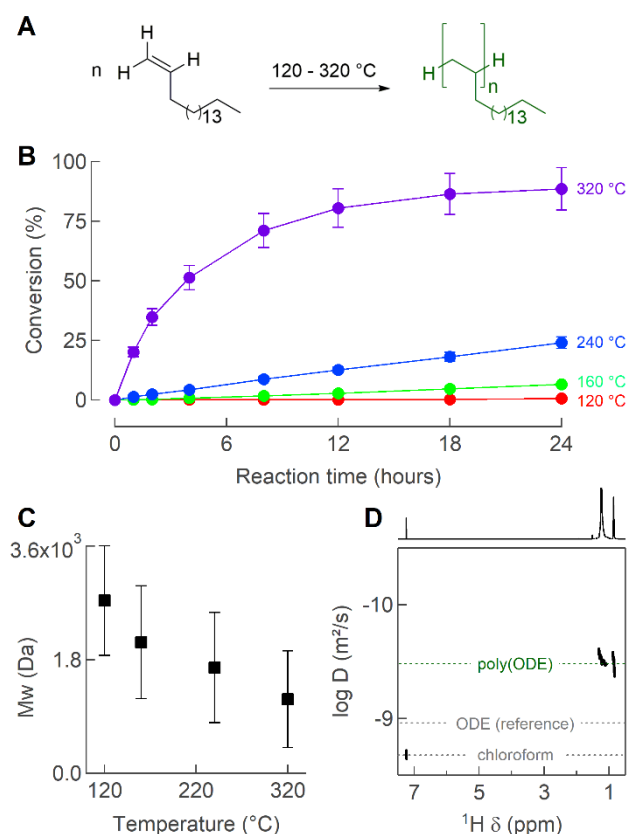 A
n
H
H
H
( )13
120 - 320 °C
H
H
n
( )13
B
Conversion (%)
100
75
50
25
0
320 °C
240 °C
160 °C
120 °C
0 6 12 18 24
Reaction time (hours)
C
Mw (Da)
3.6x10³
1.8
0.0
120 220 320
Temperature (°C)
D
log D (m²/s)
-10
-9
poly(ODE)
ODE (reference)
chloroform
7 5 3 1
¹H δ (ppm)